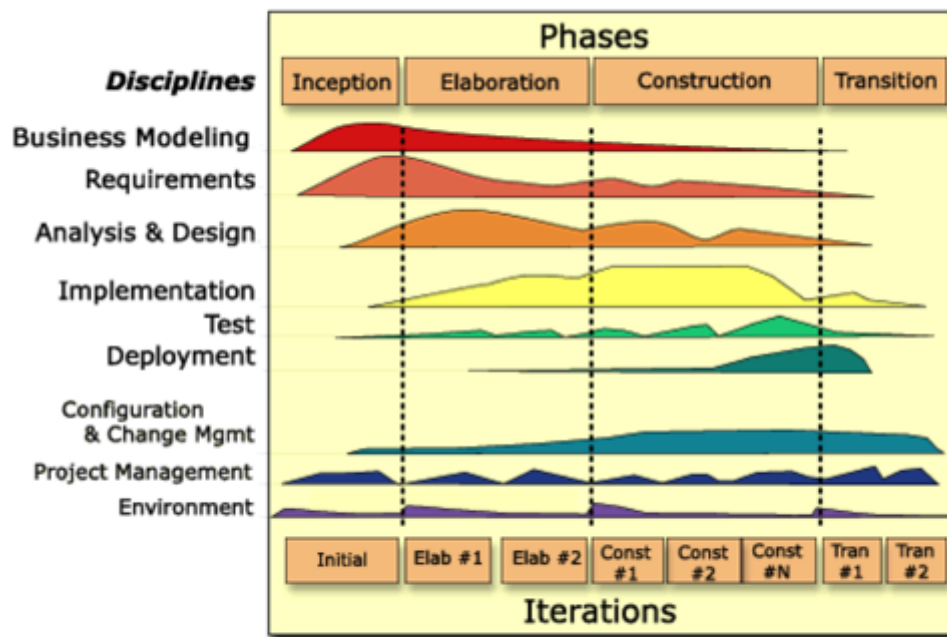 Phases
Disciplines
Inception
Elaboration
Construction
Transition
Business Modeling
Requirements
Analysis & Design
Implementation
Test
Deployment
Configuration
& Change Mgmt
Project Management
Environment
Initial
Elab #1
Elab #2
Const
#1
Const
#2
Const
#N
Tran
#1
Tran
#2
Iterations